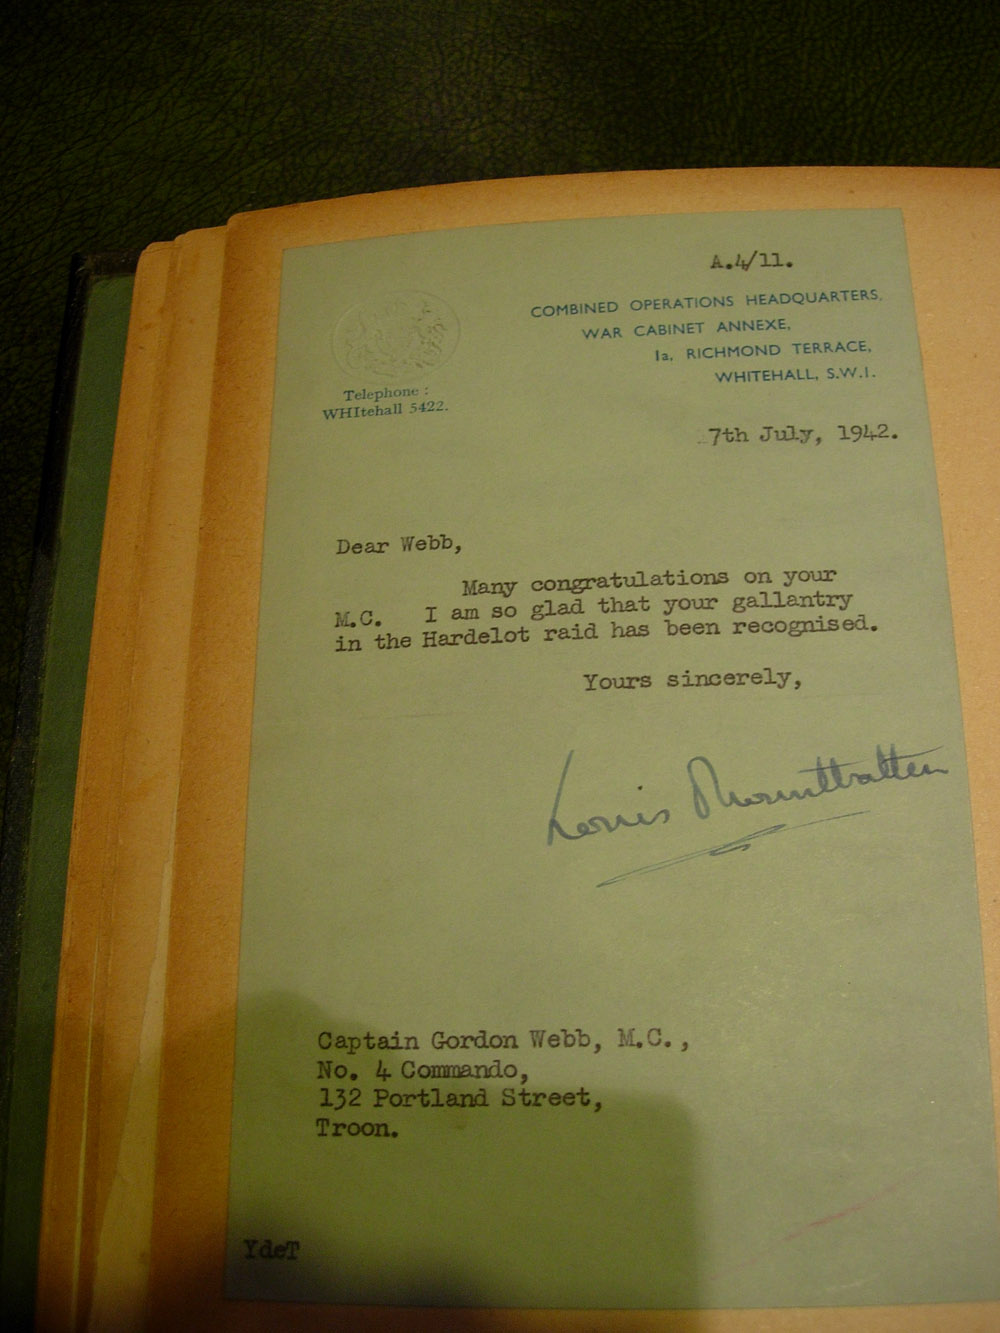 A.4/11.
COMBINED OPERATIONS HEADQUARTERS,
WAR CABINET ANNEXE,
1a, RICHMOND TERRACE,
WHITEHALL, S.W.1.
Telephone :
WHItehall 5422.
7th July, 1942.
Dear Webb,
Many congratulations on your
M.C. I am so glad that your gallantry
in the Hardelot raid has been recognised.
Yours sincerely,
Louis Mountbatten
Captain Gordon Webb, M.C.,
No. 4 Commando,
132 Portland Street,
Troon.
YdeT